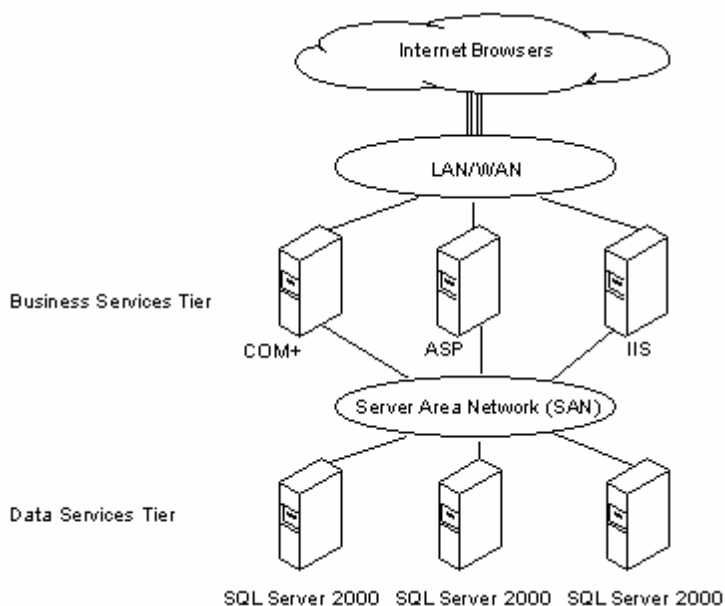 Internet Browsers
LAN/WAN
Business Services Tier
COM+
ASP
IIS
Server Area Network (SAN)
Data Services Tier
SQL Server 2000
SQL Server 2000
SQL Server 2000